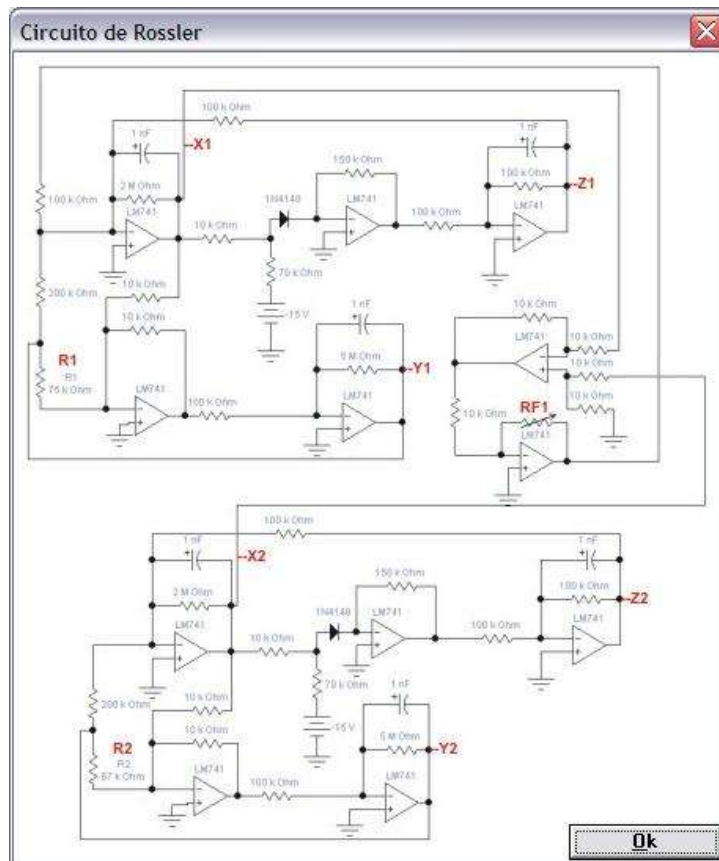 Circuito de Rossler
100 k Ohm
1 nF
X1
1 nF
2 M Ohm
150 k Ohm
100 k Ohm
Z1
100 k Ohm
LM741
1N4148
LM741
LM741
10 k Ohm
100 k Ohm
70 k Ohm
200 k Ohm
10 k Ohm
-15 V
10 k Ohm
1 nF
10 k Ohm
LM741
10 k Ohm
10 k Ohm
R1
R1
75 k Ohm
5 M Ohm
Y1
LM741
LM741
10 k Ohm
RF1
10 k Ohm
100 k Ohm
LM741
100 k Ohm
1 nF
X2
1 nF
150 k Ohm
2 M Ohm
100 k Ohm
Z2
1N4148
LM741
LM741
LM741
10 k Ohm
100 k Ohm
70 k Ohm
1 nF
200 k Ohm
10 k Ohm
-15 V
10 k Ohm
R2
R2
67 k Ohm
5 M Ohm
Y2
LM741
100 k Ohm
LM741
Ok